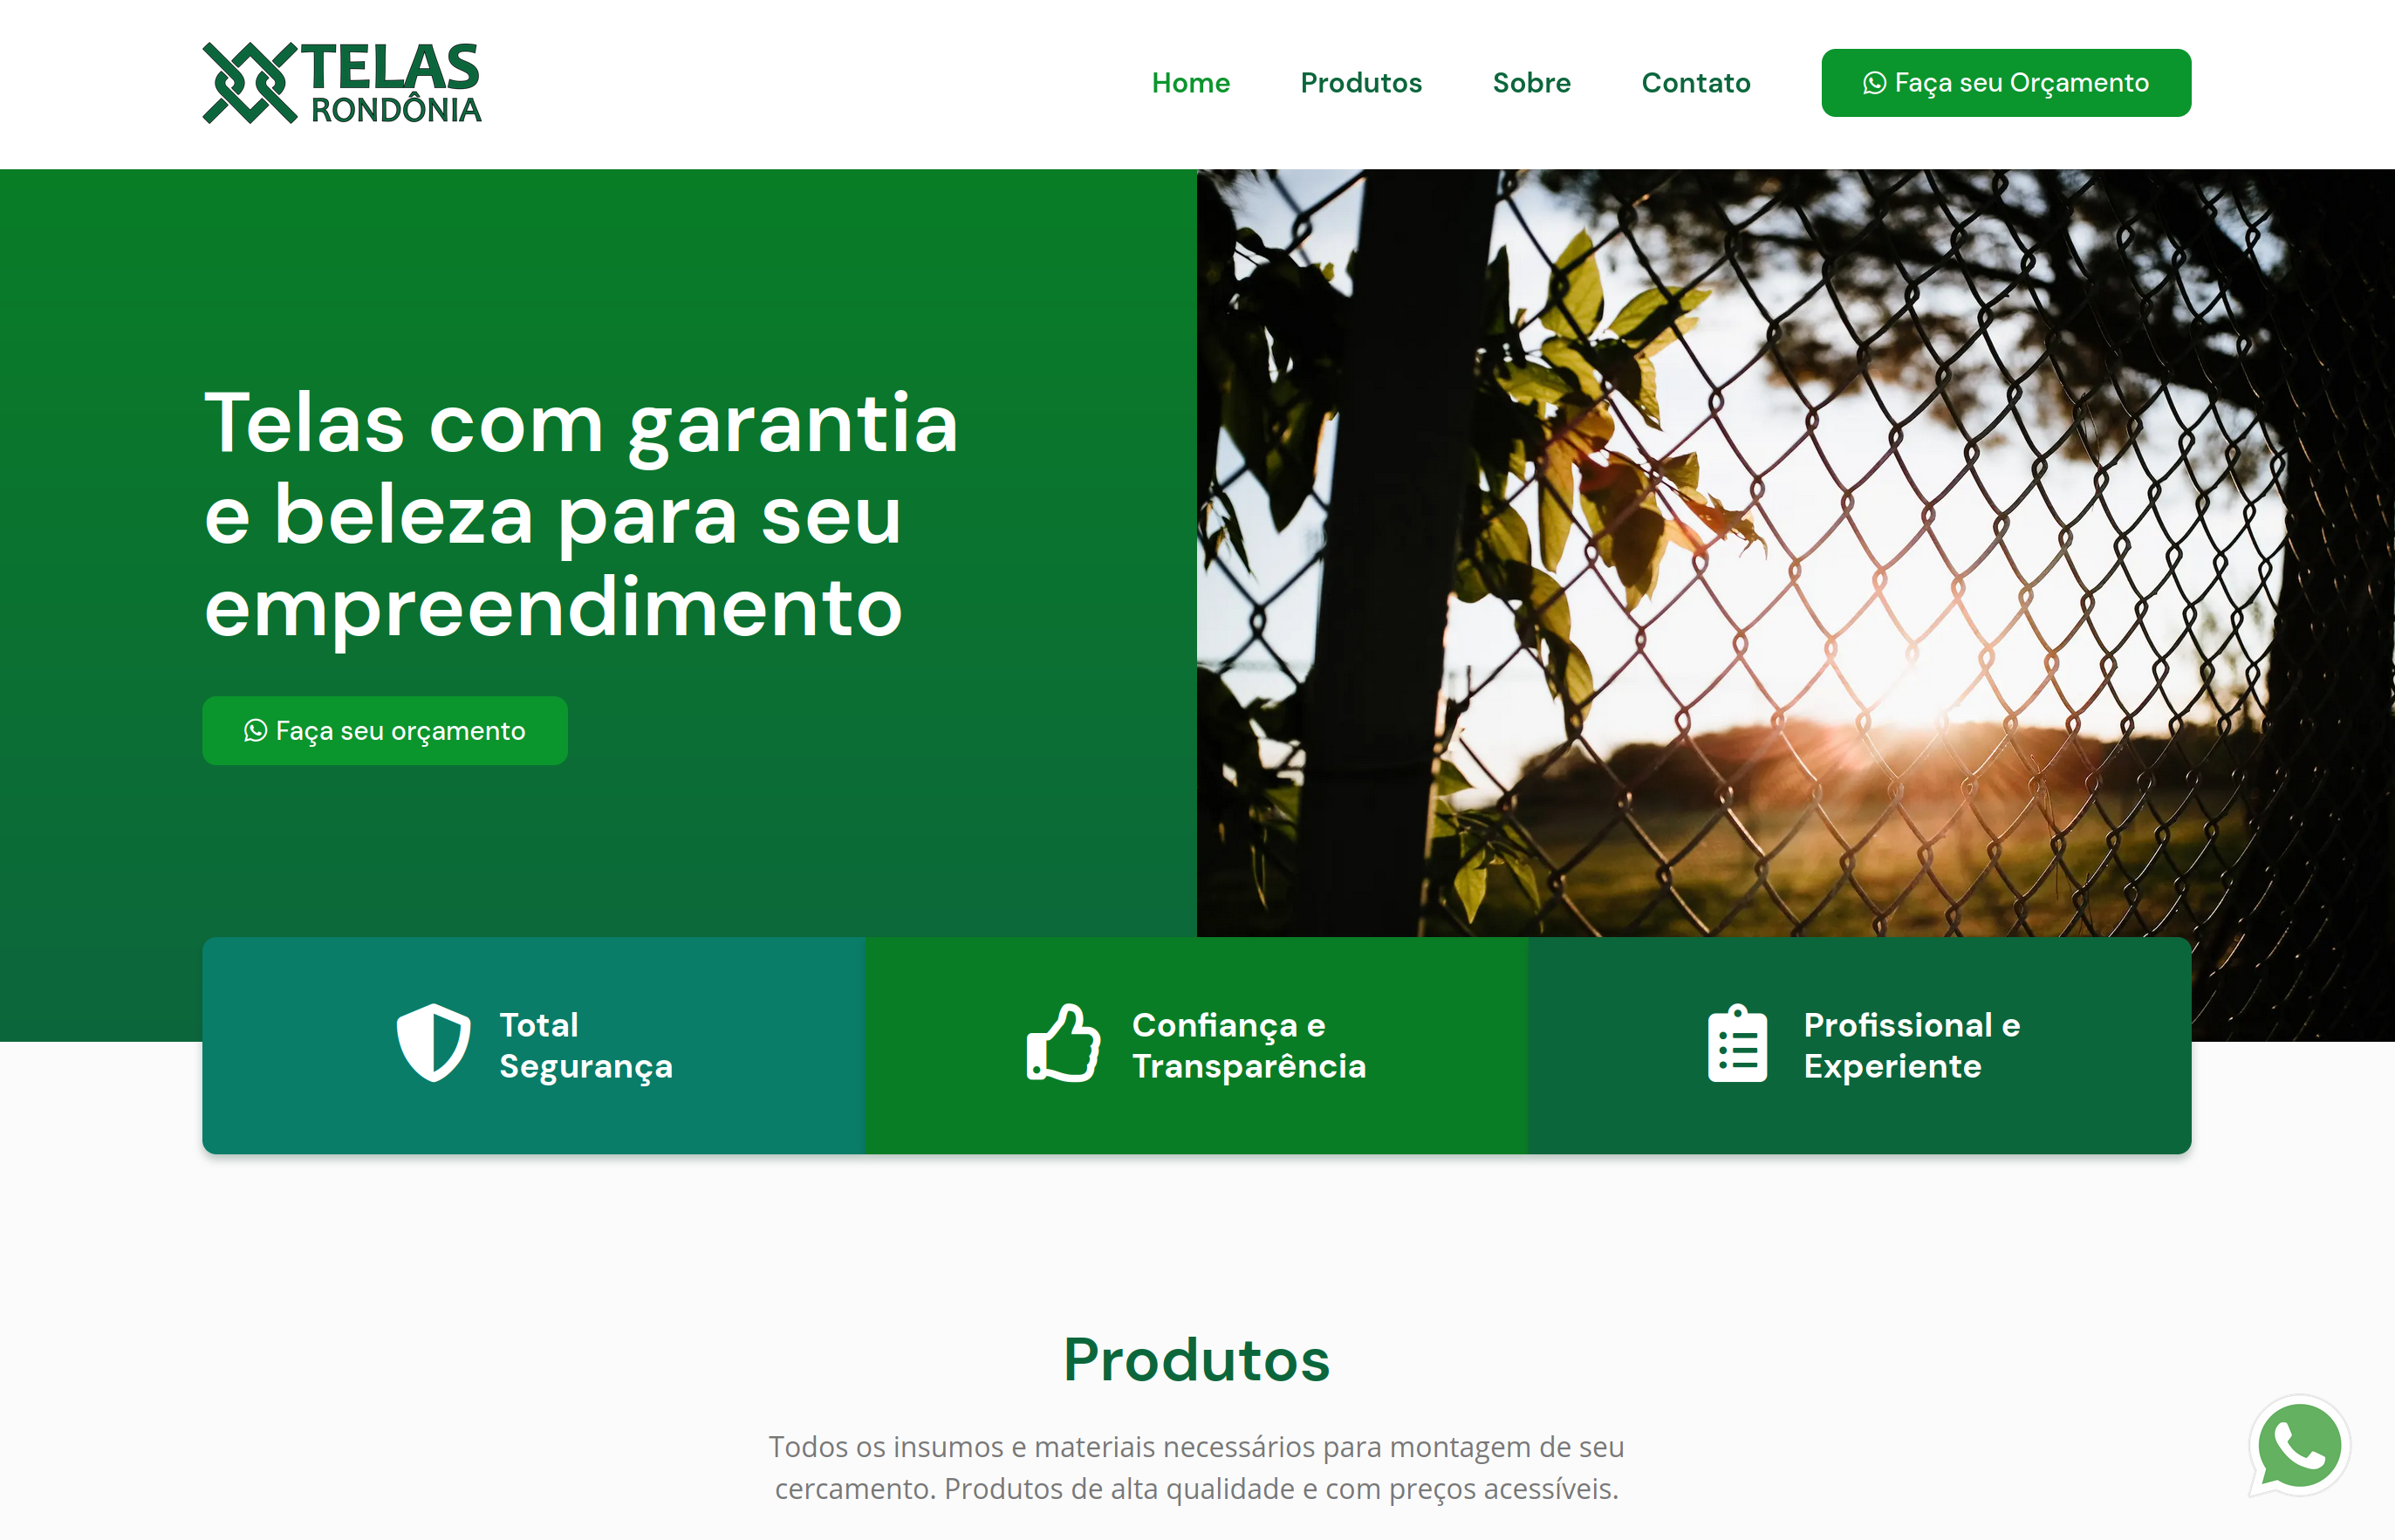 TELAS
RONDÔNIA
Home
Produtos
Sobre
Contato
Faça seu Orçamento
Telas com garantia
e beleza para seu
empreendimento
Faça seu orçamento
Total
Segurança
Confiança e
Transparência
Profissional e
Experiente
Produtos
Todos os insumos e materiais necessários para montagem de seu
cercamento. Produtos de alta qualidade e com preços acessíveis.